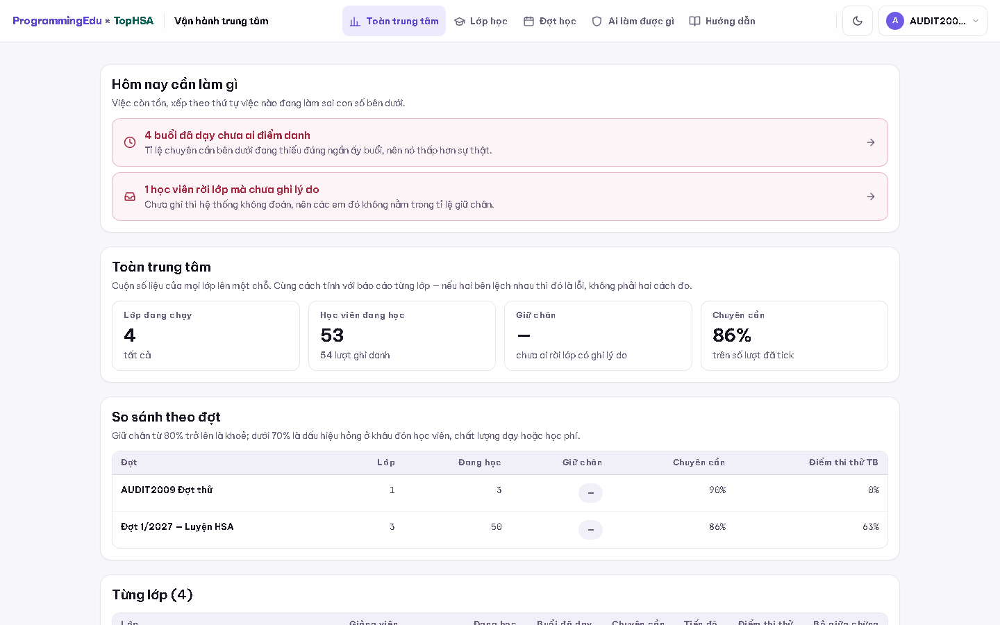 ProgrammingEdu × TopHSA
Vận hành trung tâm
Toàn trung tâm
Lớp học
Đợt học
Ai làm được gì
Hướng dẫn
A
AUDIT200...
Hôm nay cần làm gì
Việc còn tồn, xếp theo thứ tự việc nào đang làm sai con số bên dưới.
4 buổi đã dạy chưa ai điểm danh
Tỉ lệ chuyên cần bên dưới đang thiếu đúng ngần ấy buổi, nên nó thấp hơn sự thật.
1 học viên rời lớp mà chưa ghi lý do
Chưa ghi thì hệ thống không đoán, nên các em đó không nằm trong tỉ lệ giữ chân.
Toàn trung tâm
Cuộn số liệu của mọi lớp lên một chỗ. Cùng cách tính với báo cáo từng lớp — nếu hai bên lệch nhau thì đó là lỗi, không phải hai cách đo.
Lớp đang chạy
4
tất cả
Học viên đang học
53
54 lượt ghi danh
Giữ chân
—
chưa ai rời lớp có ghi lý do
Chuyên cần
86%
trên số lượt đã tick
So sánh theo đợt
Giữ chân từ 80% trở lên là khoẻ; dưới 70% là dấu hiệu hỏng ở khâu đón học viên, chất lượng dạy hoặc học phí.
Đợt Lớp Đang học Giữ chân Chuyên cần Điểm thi thử TB
AUDIT2009 Đợt thử 1 3 — 90% 0%
Đợt 1/2027 — Luyện HSA 3 50 — 86% 63%
Từng lớp (4)
Lớp Giảng viên Đang học Buổi đã dạy Chuyên cần Tiến độ Điểm thi thử Bỏ giữa chừng